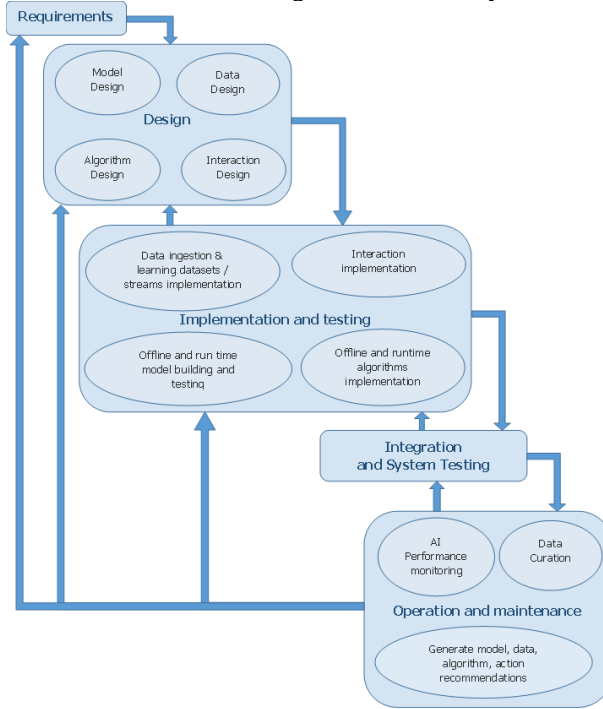 Requirements
Model
Design
Data
Design
Design
Algorithm
Design
Interaction
Design
Data ingestion &
learning datasets /
streams implementation
Interaction
implementation
Implementation and testing
Offline and run time
model building and
testing
Offline and runtime
algorithms
implementation
Integration
and System Testing
AI
Performance
monitoring
Data
Curation
Operation and maintenance
Generate model, data,
algorithm, action
recommendations